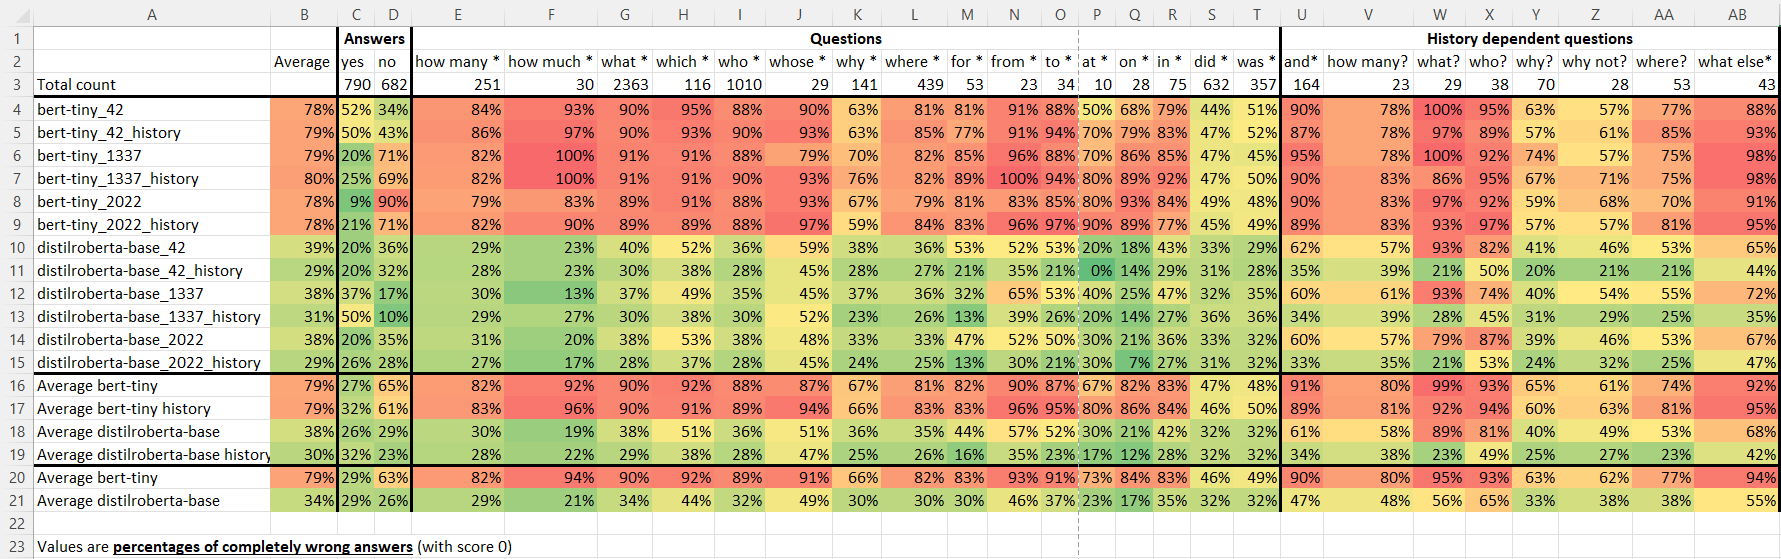 A B C D E F G H I J K L M N O P Q R S T U V W X Y Z AA AB
1 Answers Questions History dependent questions
2 Average yes no how many * how much * what * which * who * whose * why * where * for * from * to * at * on * in * did * was * and* how many? what? who? why? why not? where? what else*
3 Total count 790 682 251 30 2363 116 1010 29 141 439 53 23 34 10 28 75 632 357 164 23 29 38 70 28 53 43
4 bert-tiny_42 78% 52% 34% 84% 93% 90% 95% 88% 90% 63% 81% 81% 91% 88% 50% 68% 79% 44% 51% 90% 78% 100% 95% 63% 57% 77% 88%
5 bert-tiny_42_history 79% 50% 43% 86% 97% 90% 93% 90% 93% 63% 85% 77% 91% 94% 70% 79% 83% 47% 52% 87% 78% 97% 89% 57% 61% 85% 93%
6 bert-tiny_1337 79% 20% 71% 82% 100% 91% 91% 88% 79% 70% 82% 85% 96% 88% 70% 86% 85% 47% 45% 95% 78% 100% 92% 74% 57% 75% 98%
7 bert-tiny_1337_history 80% 25% 69% 82% 100% 91% 91% 90% 93% 76% 82% 89% 100% 94% 80% 89% 92% 47% 50% 90% 83% 86% 95% 67% 71% 75% 98%
8 bert-tiny_2022 78% 9% 90% 79% 83% 89% 91% 88% 93% 67% 79% 81% 83% 85% 80% 93% 84% 49% 48% 90% 83% 97% 92% 59% 68% 70% 91%
9 bert-tiny_2022_history 78% 21% 71% 82% 90% 89% 89% 88% 97% 59% 84% 83% 96% 97% 90% 89% 77% 45% 49% 89% 83% 93% 97% 57% 57% 81% 95%
10 distilroberta-base_42 39% 20% 36% 29% 23% 40% 52% 36% 59% 38% 36% 53% 52% 53% 20% 18% 43% 33% 29% 62% 57% 93% 82% 41% 46% 53% 65%
11 distilroberta-base_42_history 29% 20% 32% 28% 23% 30% 38% 28% 45% 28% 27% 21% 35% 21% 0% 14% 29% 31% 28% 35% 39% 21% 50% 20% 21% 21% 44%
12 distilroberta-base_1337 38% 37% 17% 30% 13% 37% 49% 35% 45% 37% 36% 32% 65% 53% 40% 25% 47% 32% 35% 60% 61% 93% 74% 40% 54% 55% 72%
13 distilroberta-base_1337_history 31% 50% 10% 29% 27% 30% 38% 30% 52% 23% 26% 13% 39% 26% 20% 14% 27% 36% 36% 34% 39% 28% 45% 31% 29% 25% 35%
14 distilroberta-base_2022 38% 20% 35% 31% 20% 38% 53% 38% 48% 33% 33% 47% 52% 50% 30% 21% 36% 33% 32% 60% 57% 79% 87% 39% 46% 53% 67%
15 distilroberta-base_2022_history 29% 26% 28% 27% 17% 28% 37% 28% 45% 24% 25% 13% 30% 21% 30% 7% 27% 31% 32% 33% 35% 21% 53% 24% 32% 25% 47%
16 Average bert-tiny 79% 27% 65% 82% 92% 90% 92% 88% 87% 67% 81% 82% 90% 87% 67% 82% 83% 47% 48% 91% 80% 99% 93% 65% 61% 74% 92%
17 Average bert-tiny history 79% 32% 61% 83% 96% 90% 91% 89% 94% 66% 83% 83% 96% 95% 80% 86% 84% 46% 50% 89% 81% 92% 94% 60% 63% 81% 95%
18 Average distilroberta-base 38% 26% 29% 30% 19% 38% 51% 36% 51% 36% 35% 44% 57% 52% 30% 21% 42% 32% 32% 61% 58% 89% 81% 40% 49% 53% 68%
19 Average distilroberta-base history 30% 32% 23% 28% 22% 29% 38% 28% 47% 25% 26% 16% 35% 23% 17% 12% 28% 32% 32% 34% 38% 23% 49% 25% 27% 23% 42%
20 Average bert-tiny 79% 29% 63% 82% 94% 90% 92% 89% 91% 66% 82% 83% 93% 91% 73% 84% 83% 46% 49% 90% 80% 95% 93% 63% 62% 77% 94%
21 Average distilroberta-base 34% 29% 26% 29% 21% 34% 44% 32% 49% 30% 30% 30% 46% 37% 23% 17% 35% 32% 32% 47% 48% 56% 65% 33% 38% 38% 55%
22
23 Values are percentages of completely wrong answers (with score 0)